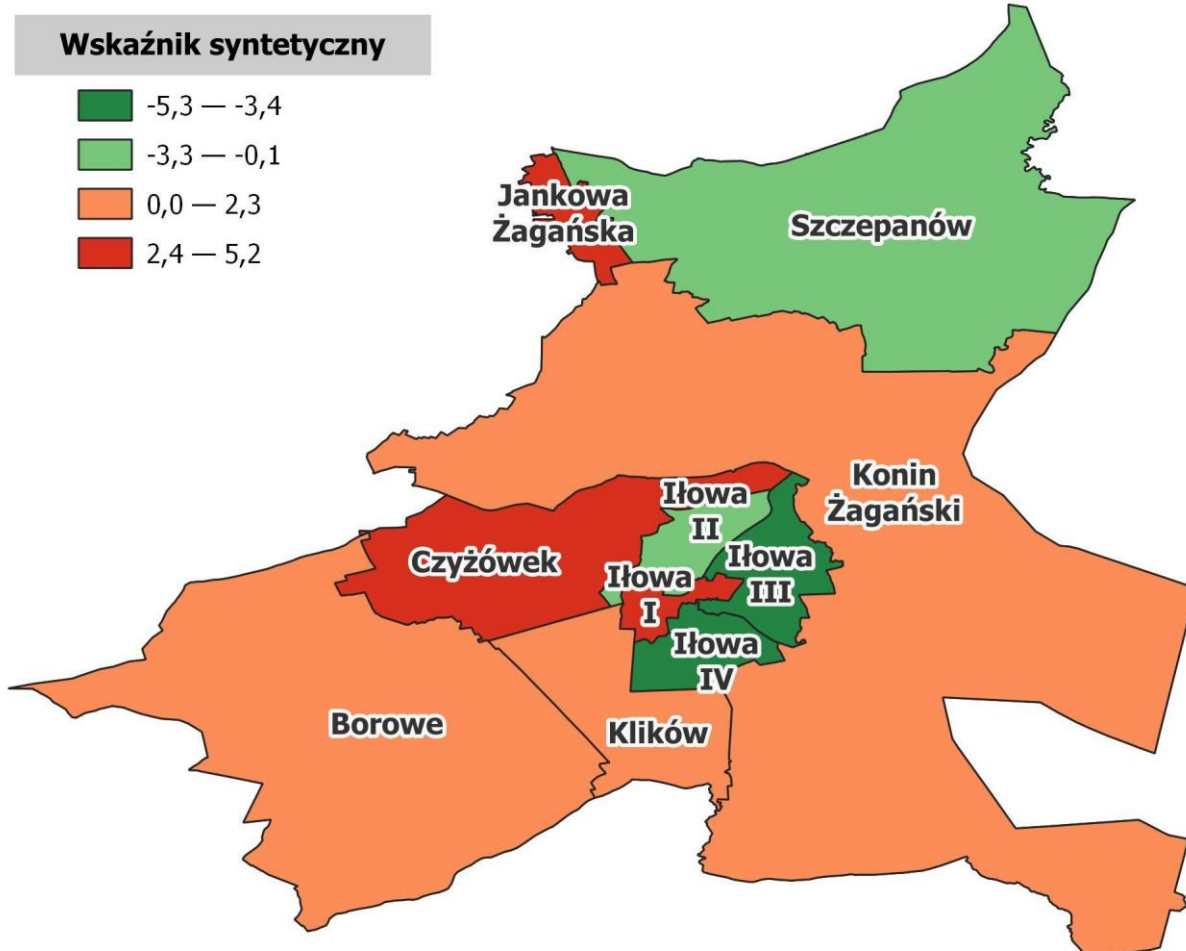 Wskaźnik syntetyczny
-5,3 — -3,4
-3,3 — -0,1
0,0 — 2,3
2,4 — 5,2
Jankowa
Żagańska
Szczepanów
Konin
Żagański
Iłowa
II
Czyżówek
Iłowa
III
Iłowa
I
Iłowa
IV
Borowe
Klików